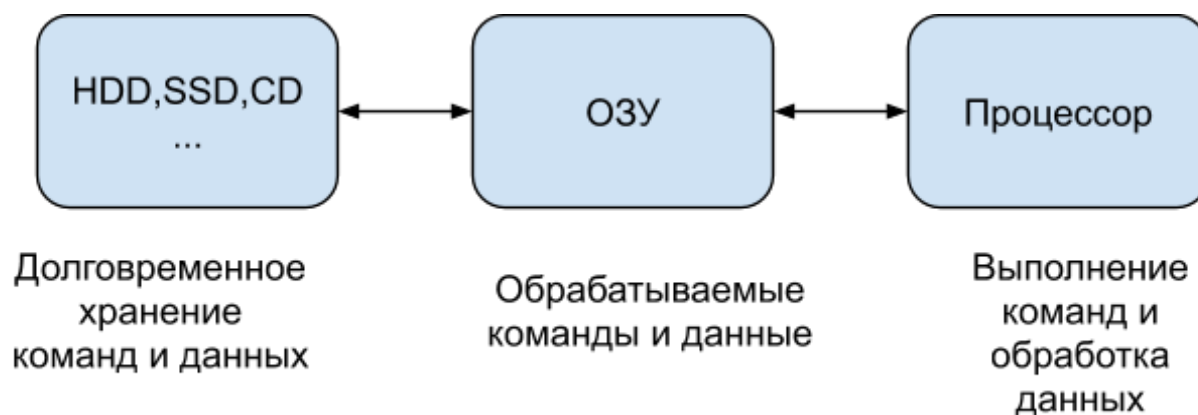 HDD,SSD,CD
...
ОЗУ
Процессор
Долговременное
хранение
команд и данных
Обрабатываемые
команды и данные
Выполнение
команд и
обработка
данных